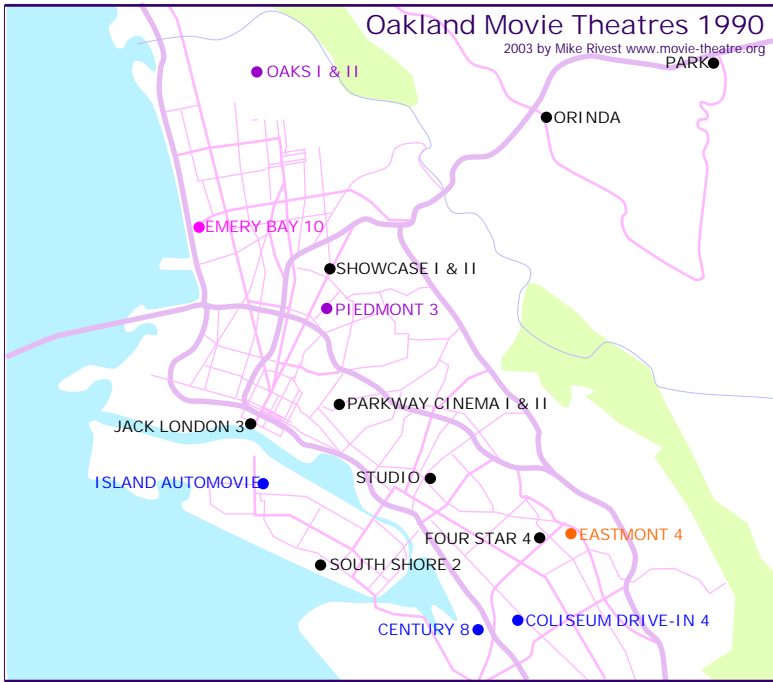 Oakland Movie Theatres 1990
2003 by Mike Rivest www.movie-theatre.org
PARK
OAKS I & II
ORINDA
EMERY BAY 10
SHOWCASE I & II
PIEDMONT 3
PARKWAY CINEMA I & II
JACK LONDON 3
STUDIO
ISLAND AUTOMOVIE
EASTMONT 4
FOUR STAR 4
SOUTH SHORE 2
COLISEUM DRIVE-IN 4
CENTURY 8